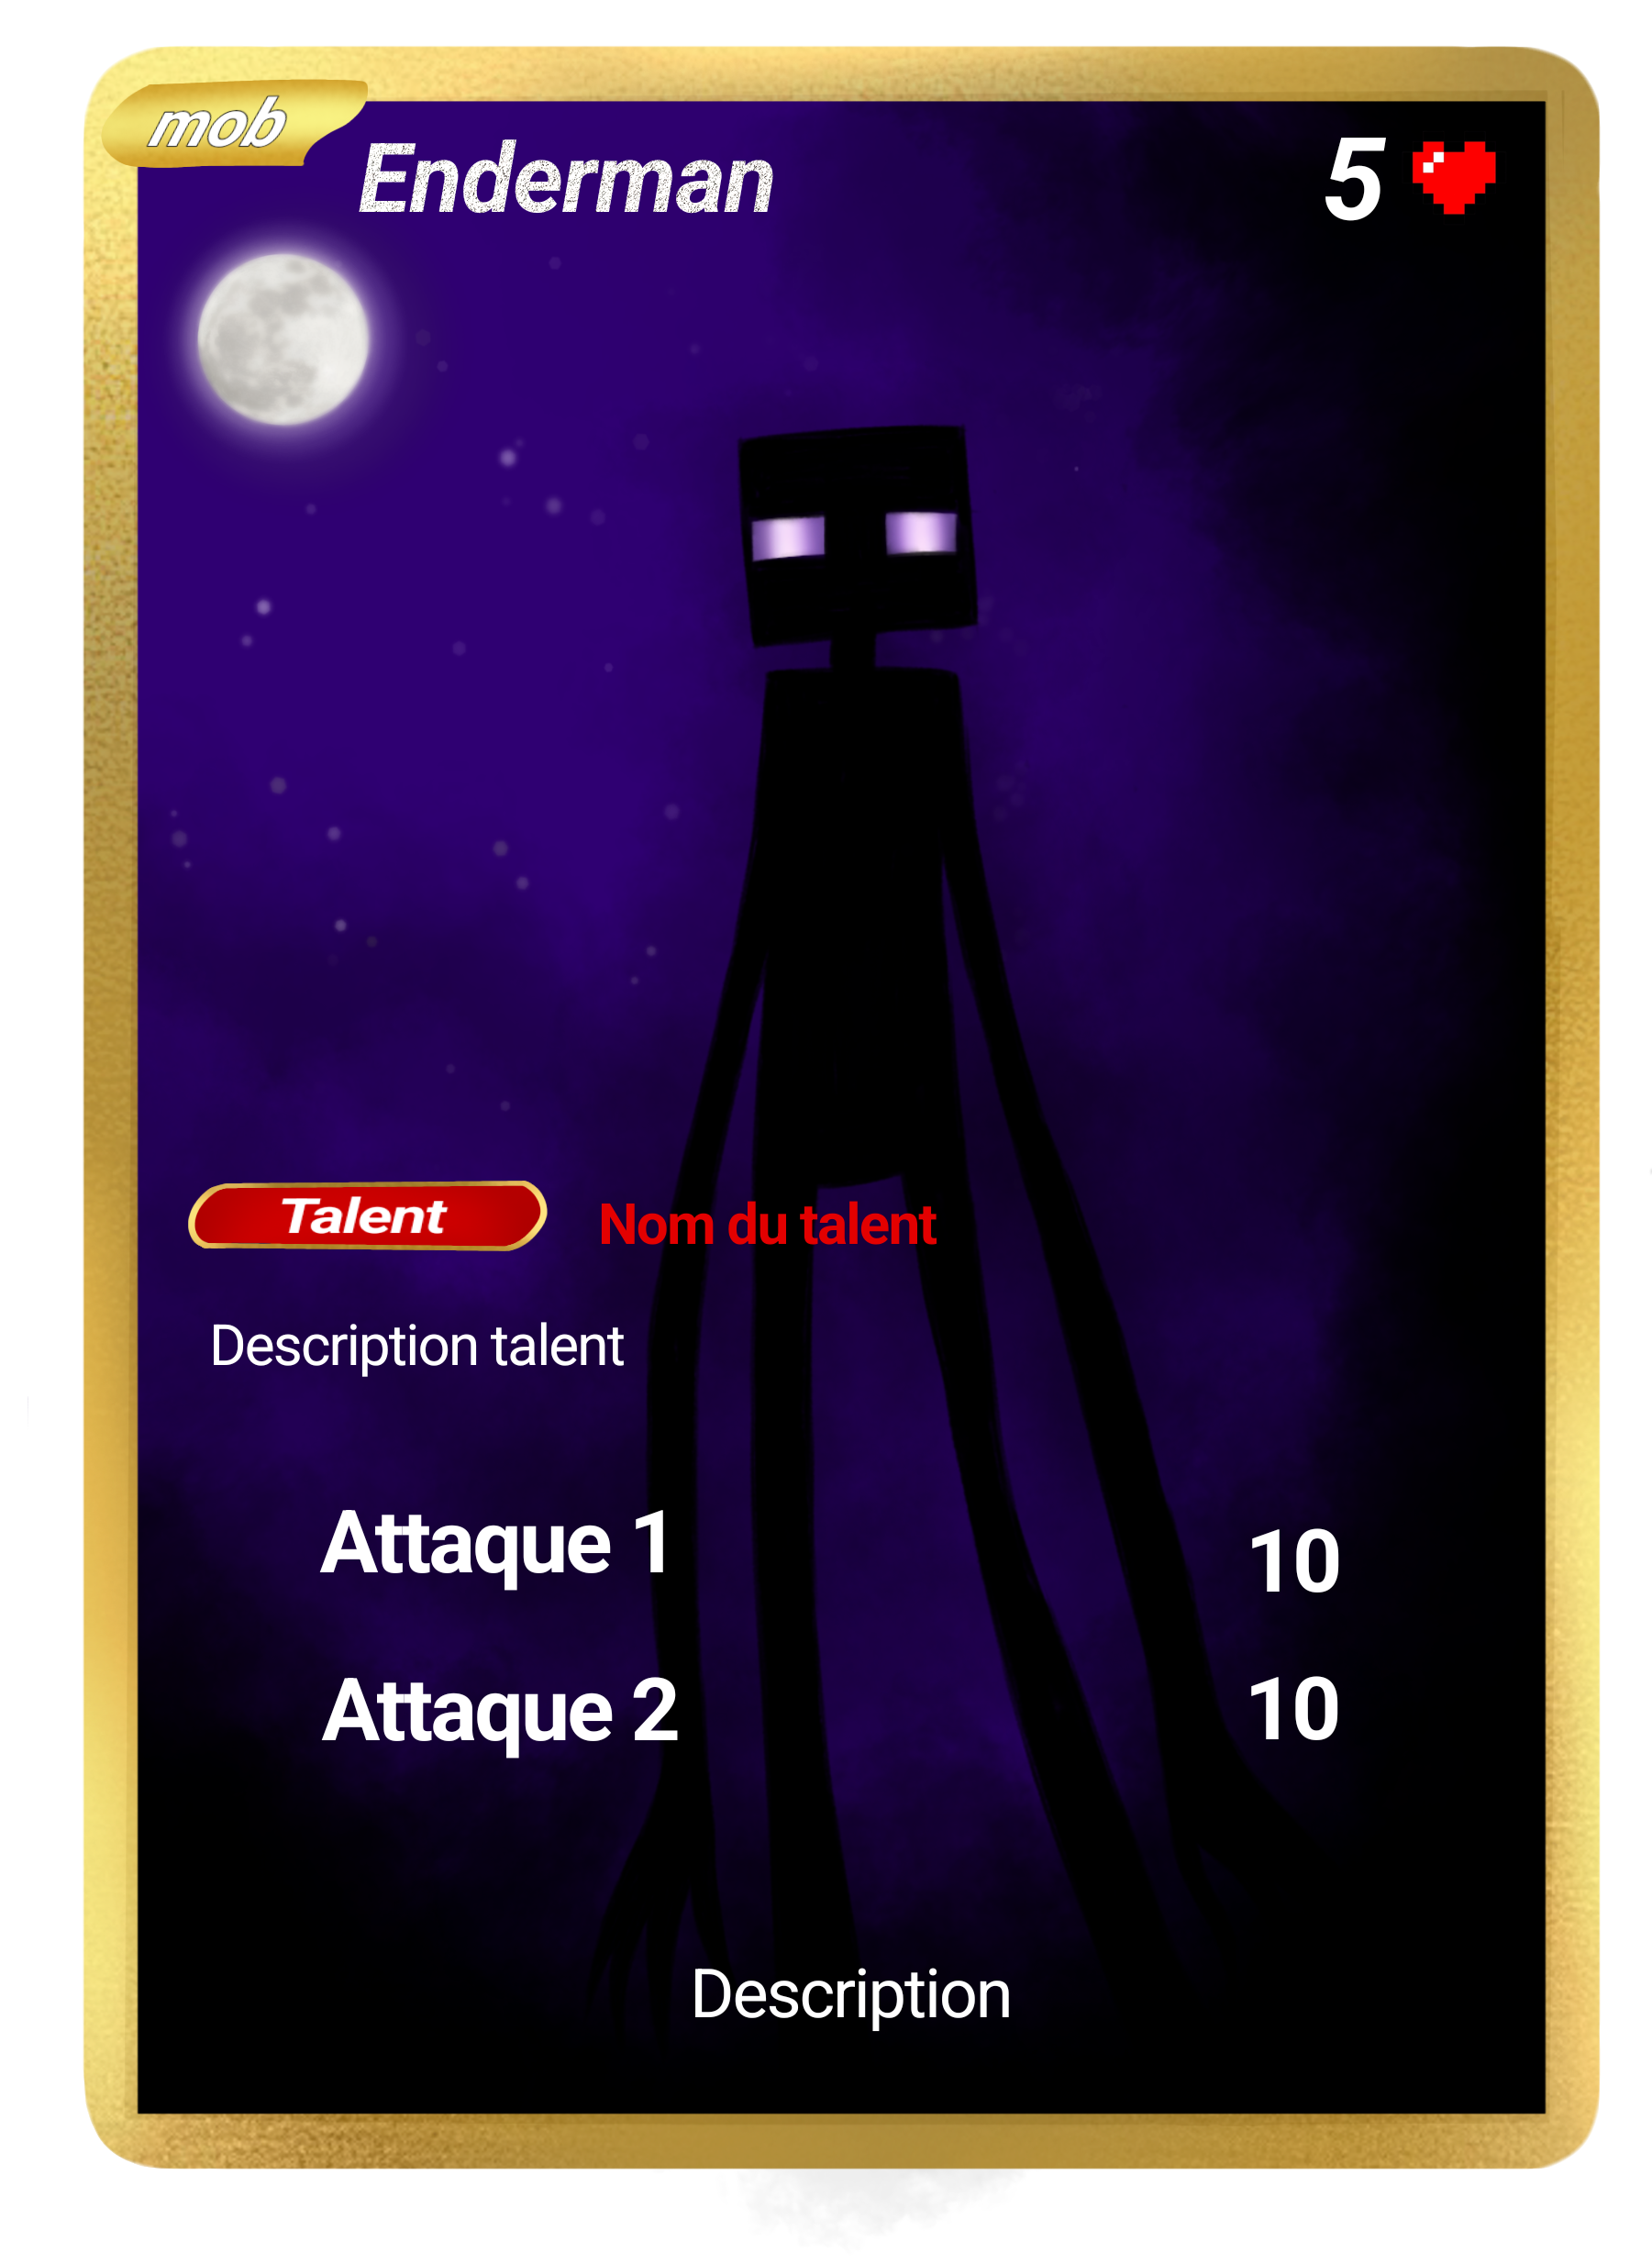 mob
Enderman
5
Talent
Nom du talent
Description talent
Attaque 1
10
Attaque 2
10
Description